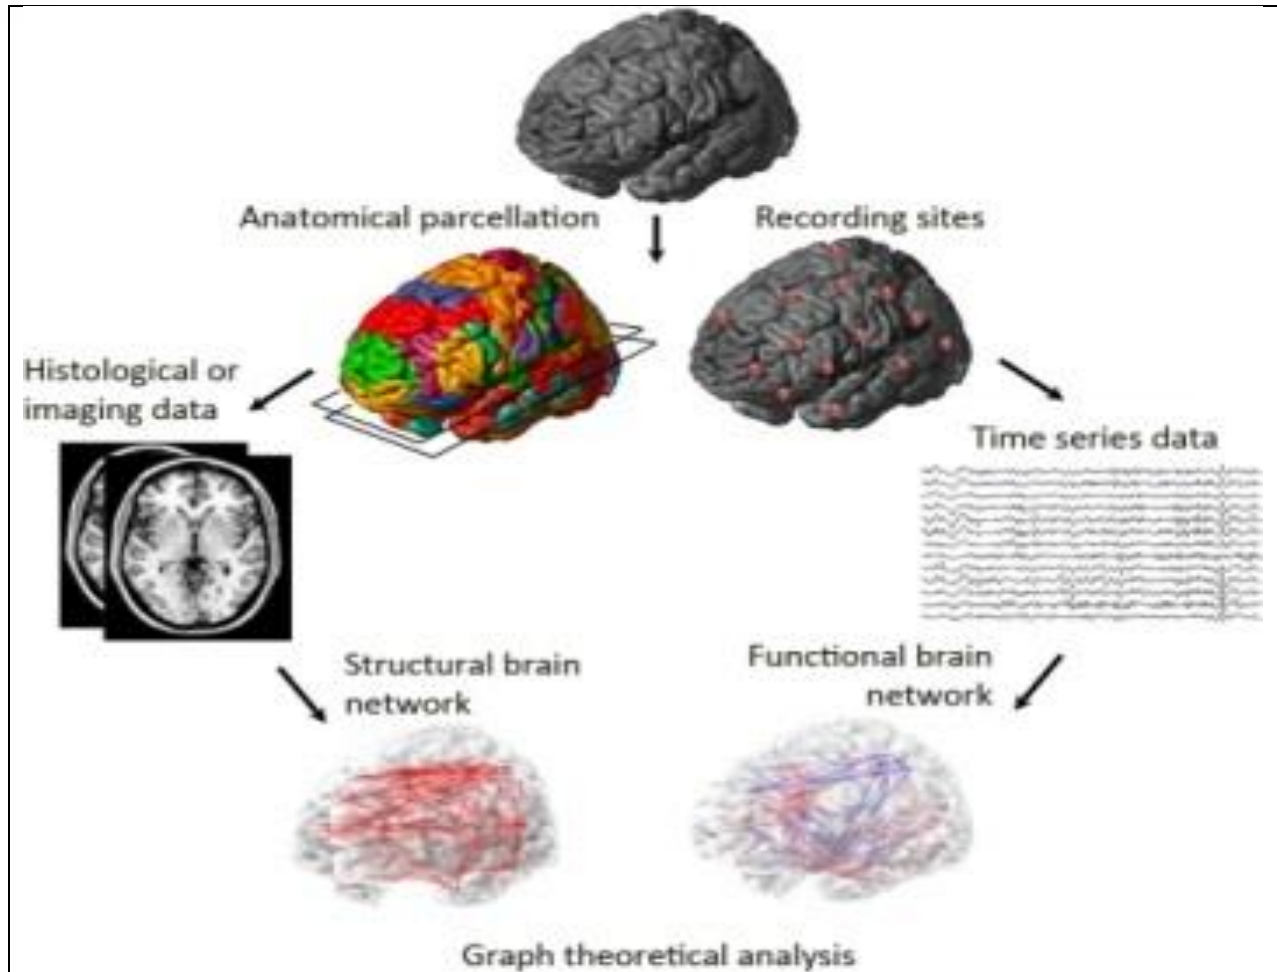 Anatomical parcellation
Recording sites
Histological or
imaging data
Time series data
Structural brain
network
Functional brain
network
Graph theoretical analysis